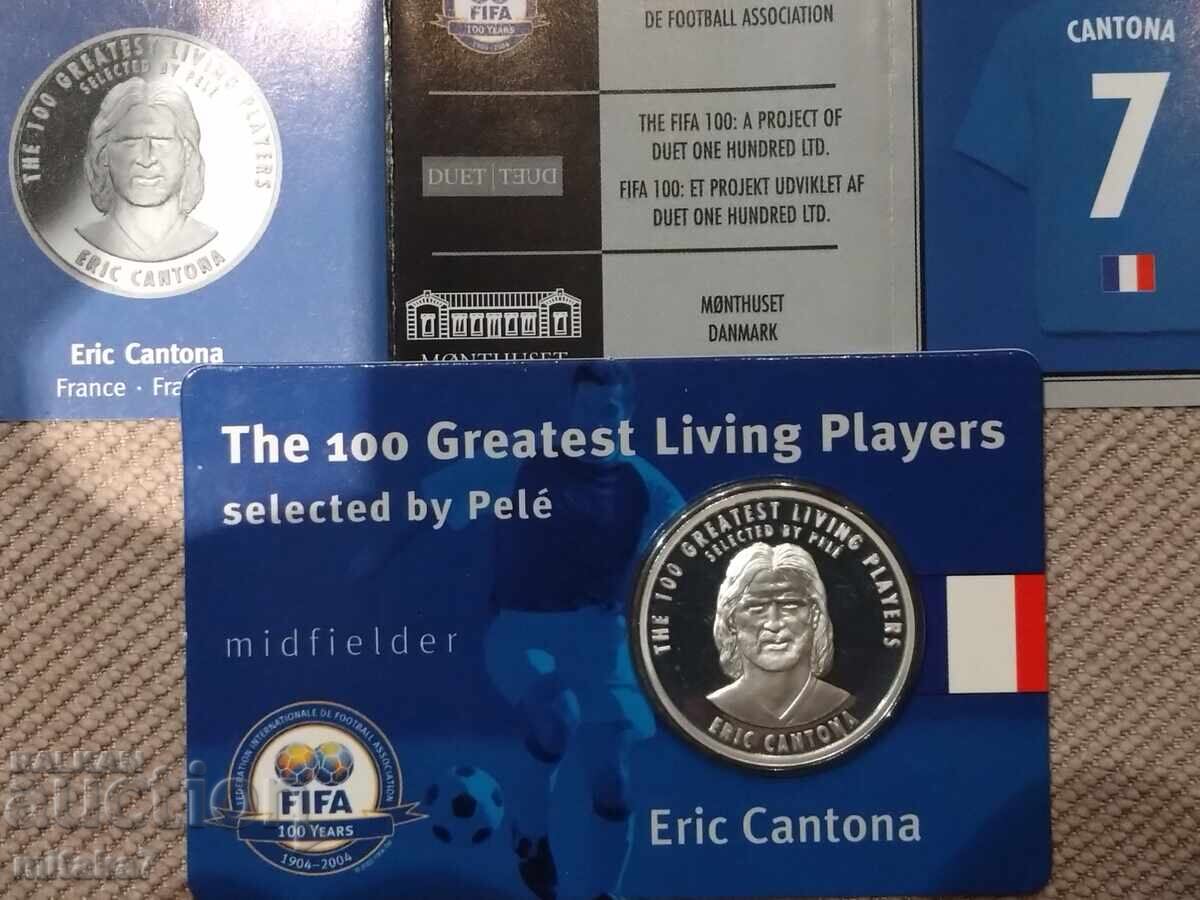 THE 100 GREATEST LIVING PLAYERS
SELECTED BY PELÉ
ERIC CANTONA
Eric Cantona
France · Fra
FIFA
100 YEARS
1904-2004
DE FOOTBALL ASSOCIATION
DUET | DUET
THE FIFA 100: A PROJECT OF
DUET ONE HUNDRED LTD.
FIFA 100: ET PROJEKT UDVIKLET AF
DUET ONE HUNDRED LTD.
MØNTHUSET
MØNTHUSET
DANMARK
CANTONA
7
The 100 Greatest Living Players
selected by Pelé
midfielder
THE 100 GREATEST LIVING PLAYERS
SELECTED BY PELÉ
ERIC CANTONA
FEDERATION INTERNATIONALE DE FOOTBALL ASSOCIATION
FIFA
100 YEARS
1904-2004
Eric Cantona
BALKAN
auction
mitaka7